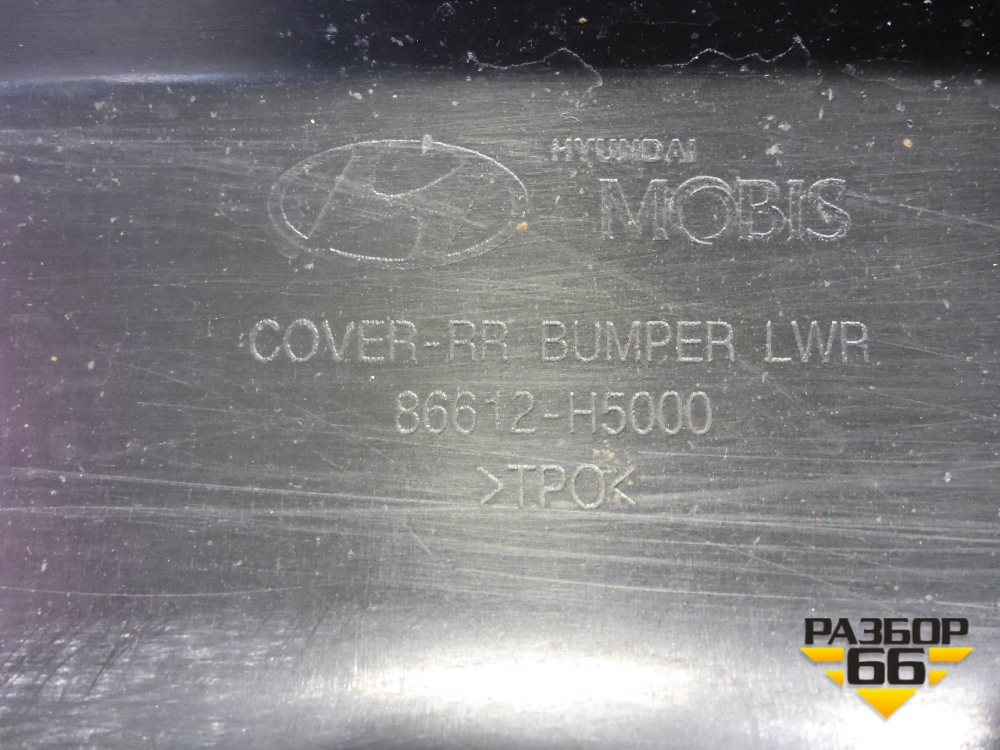 HYUNDAI
MOBIS
COVER-RR BUMPER LWR
86612-H5000
>TPO<
РАЗБОР
66